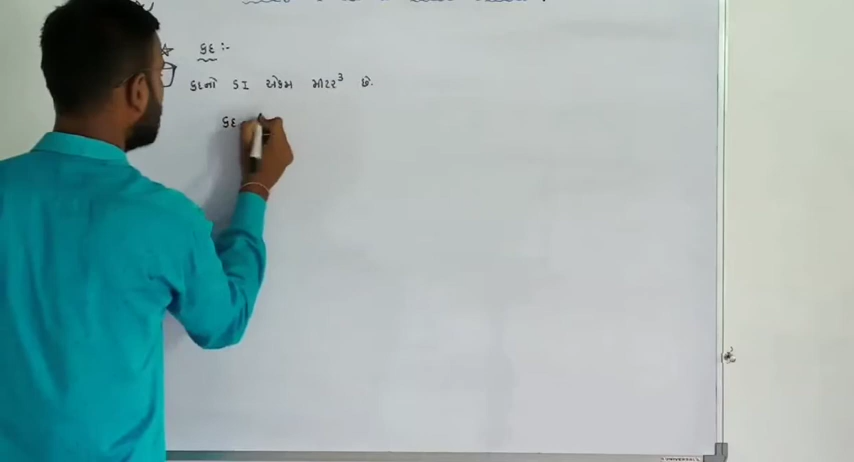 ☆ કદ :-
કદનો SI એકમ મીટર³ છે.
કદ =